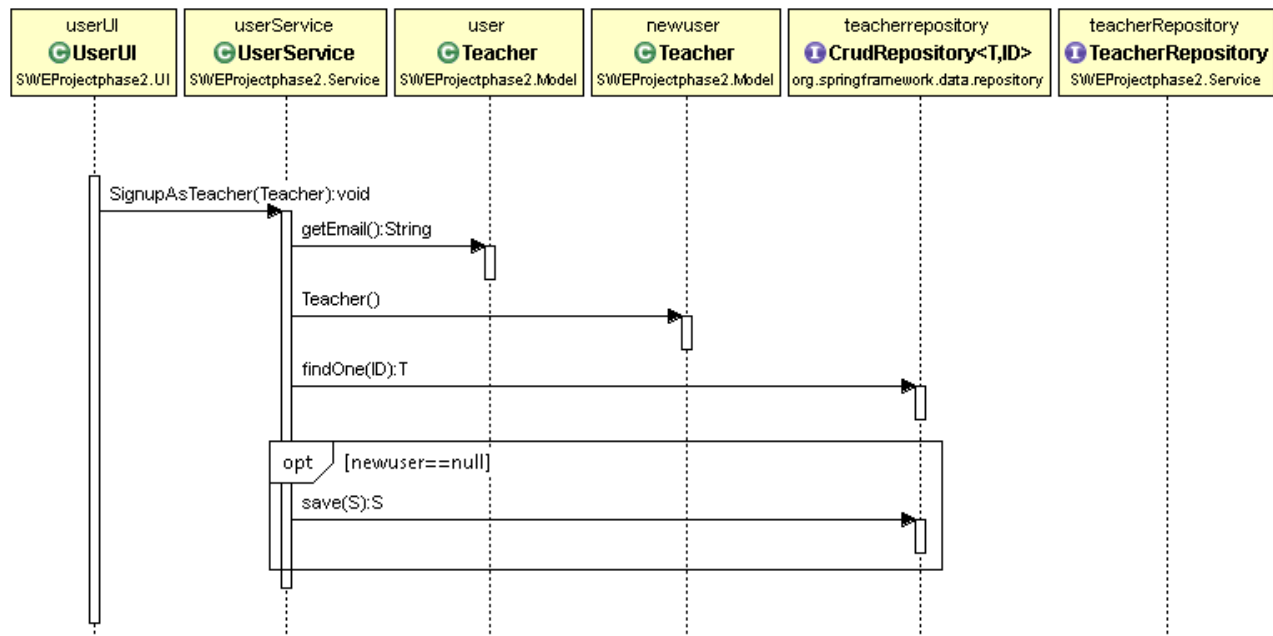 userUI
UserUI
SWEProjectphase2.UI
userService
UserService
SWEProjectphase2.Service
user
Teacher
SWEProjectphase2.Model
newuser
Teacher
SWEProjectphase2.Model
teacherrepository
CrudRepository<T,ID>
org.springframework.data.repository
teacherRepository
TeacherRepository
SWEProjectphase2.Service
SignupAsTeacher(Teacher):void
getEmail():String
Teacher()
findOne(ID):T
opt [newuser==null]
save(S):S